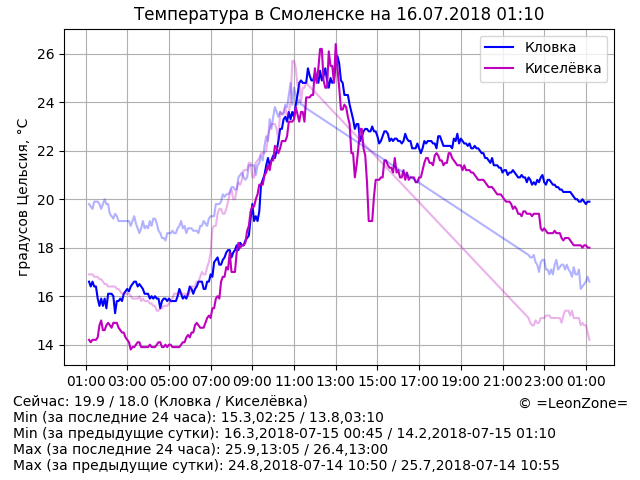 Температура в Смоленске на 16.07.2018 01:10
градусов Цельсия, °C
26
24
22
20
18
16
14
Кловка
Киселёвка
01:00 03:00 05:00 07:00 09:00 11:00 13:00 15:00 17:00 19:00 21:00 23:00 01:00
Сейчас: 19.9 / 18.0 (Кловка / Киселёвка)
© =LeonZone=
Min (за последние 24 часа): 15.3,02:25 / 13.8,03:10
Min (за предыдущие сутки): 16.3,2018-07-15 00:45 / 14.2,2018-07-15 01:10
Max (за последние 24 часа): 25.9,13:05 / 26.4,13:00
Max (за предыдущие сутки): 24.8,2018-07-14 10:50 / 25.7,2018-07-14 10:55